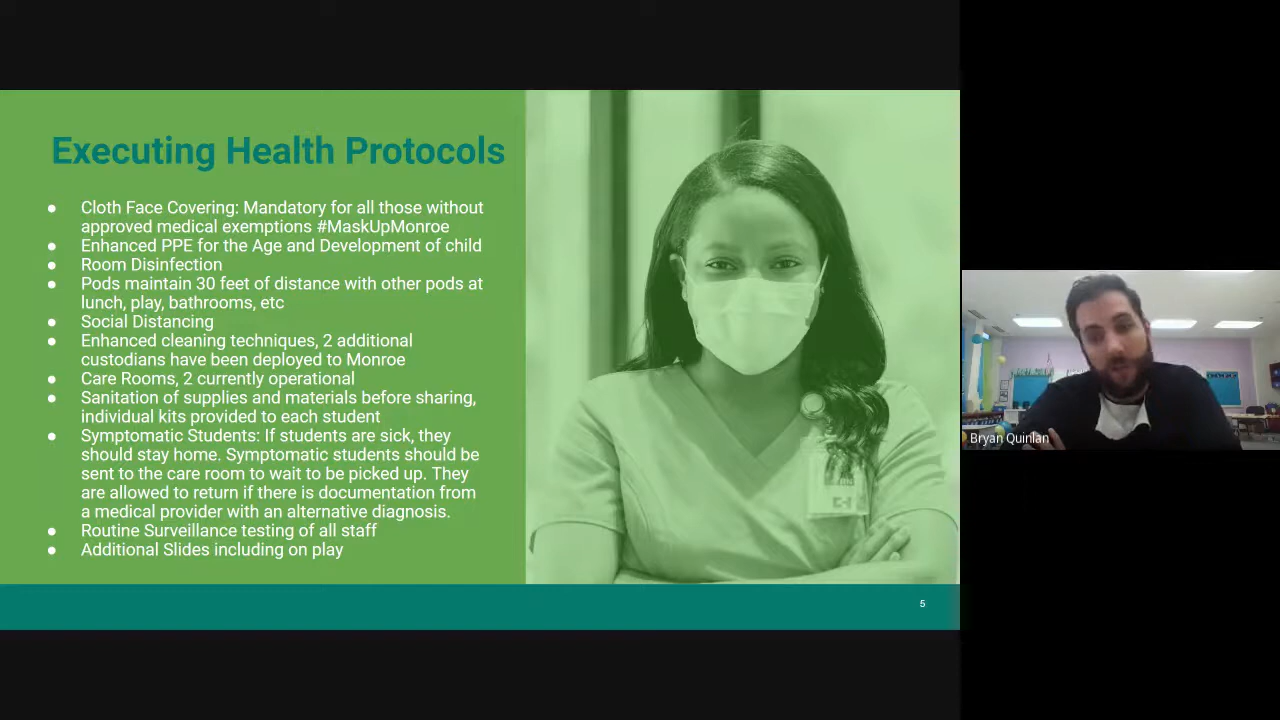 Executing Health Protocols
● Cloth Face Covering: Mandatory for all those without
approved medical exemptions #MaskUpMonroe
● Enhanced PPE for the Age and Development of child
● Room Disinfection
● Pods maintain 30 feet of distance with other pods at
lunch, play, bathrooms, etc
● Social Distancing
● Enhanced cleaning techniques, 2 additional
custodians have been deployed to Monroe
● Care Rooms, 2 currently operational
● Sanitation of supplies and materials before sharing,
individual kits provided to each student
● Symptomatic Students: If students are sick, they
should stay home. Symptomatic students should be
sent to the care room to wait to be picked up. They
are allowed to return if there is documentation from
a medical provider with an alternative diagnosis.
● Routine Surveillance testing of all staff
● Additional Slides including on play
5
Bryan Quinlan